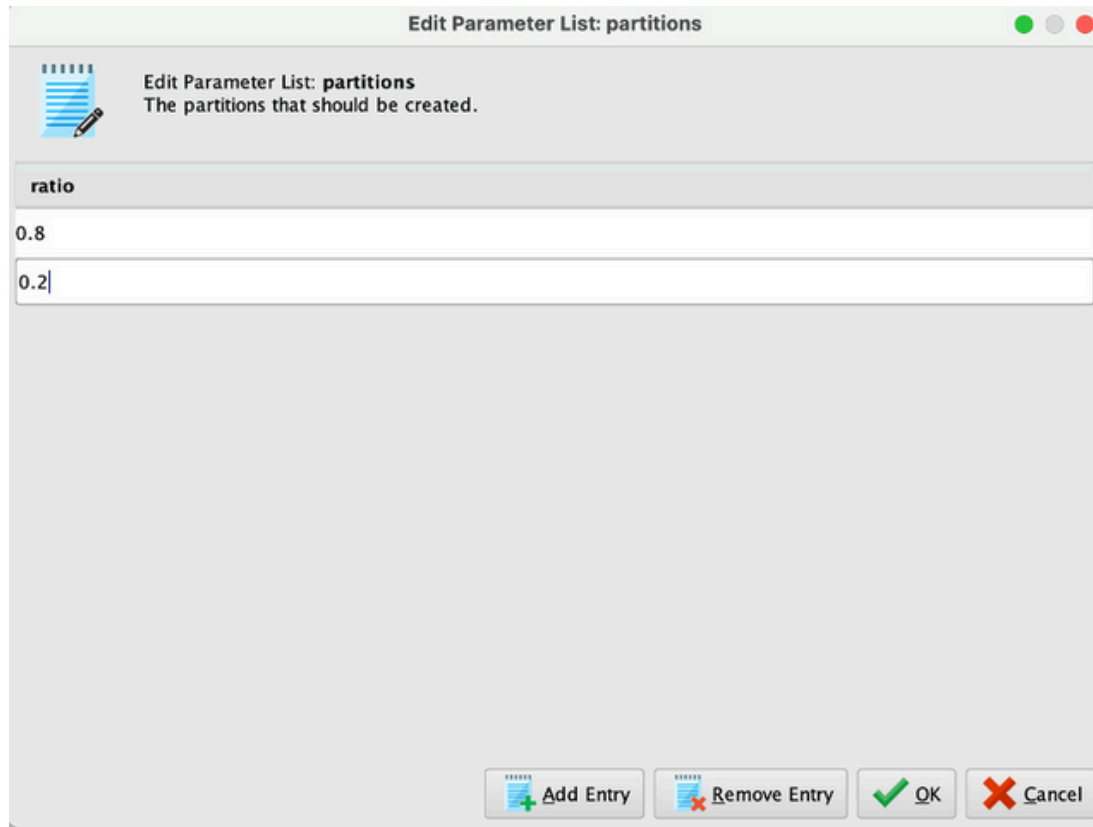 Edit Parameter List: partitions
Edit Parameter List: partitions
The partitions that should be created.
ratio
0.8
0.2
Add Entry
Remove Entry
OK
Cancel